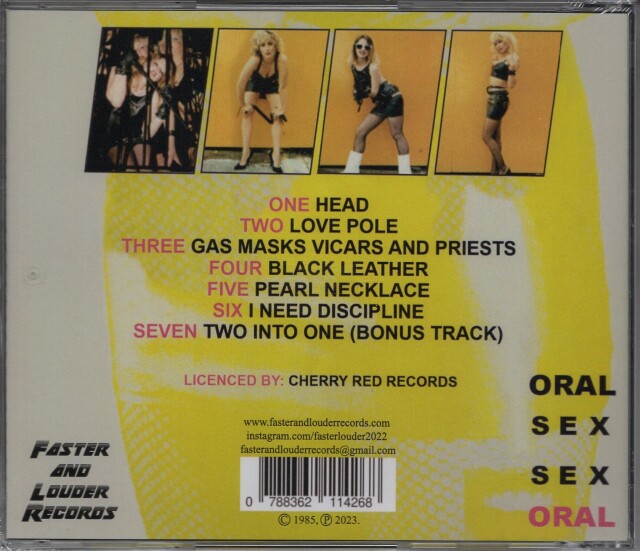 ONE HEAD
TWO LOVE POLE
THREE GAS MASKS VICARS AND PRIESTS
FOUR BLACK LEATHER
FIVE PEARL NECKLACE
SIX I NEED DISCIPLINE
SEVEN TWO INTO ONE (BONUS TRACK)
LICENCED BY: CHERRY RED RECORDS
www.fasterandlouderrecords.com
instagram.com/fasterlouder2022
fasterandlouderrecords@gmail.com
0 788362 114268
© 1985, ℗ 2023.
FASTER
AND
LOUDER
RECORDS
ORAL
SEX
SEX
ORAL